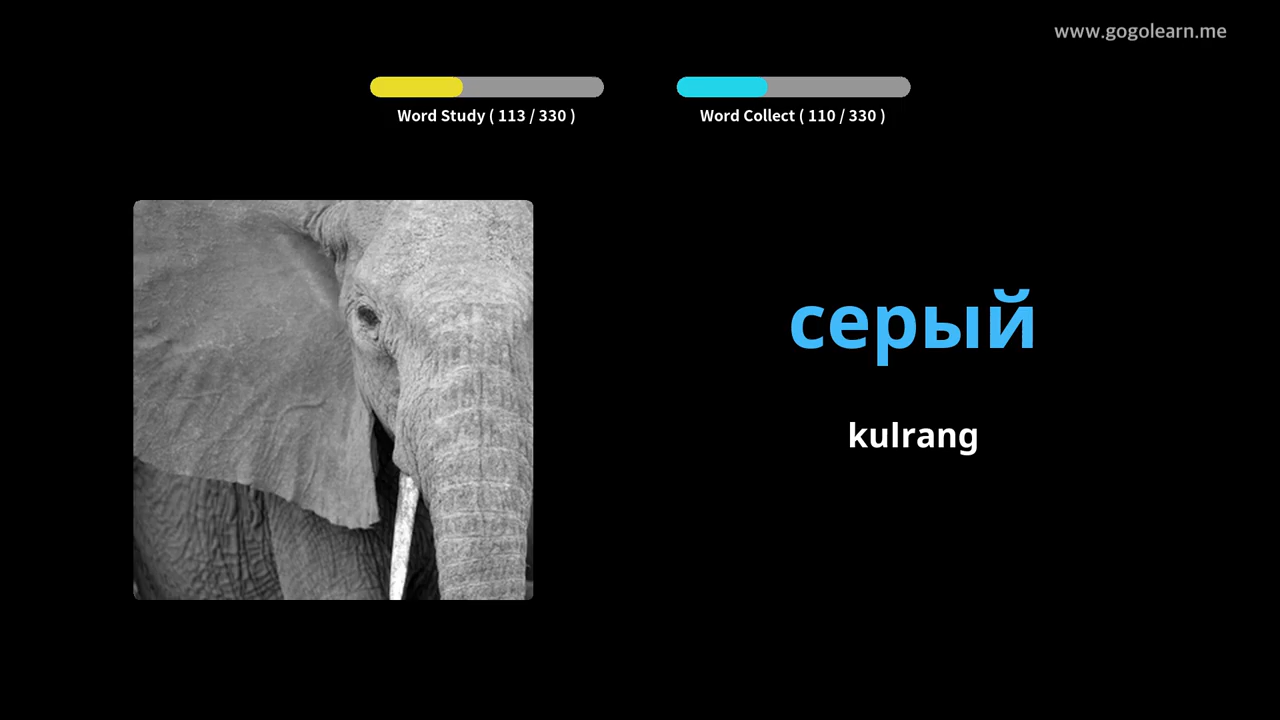 www.gogolearn.me
Word Study ( 113 / 330 )
Word Collect ( 110 / 330 )
серый
kulrang